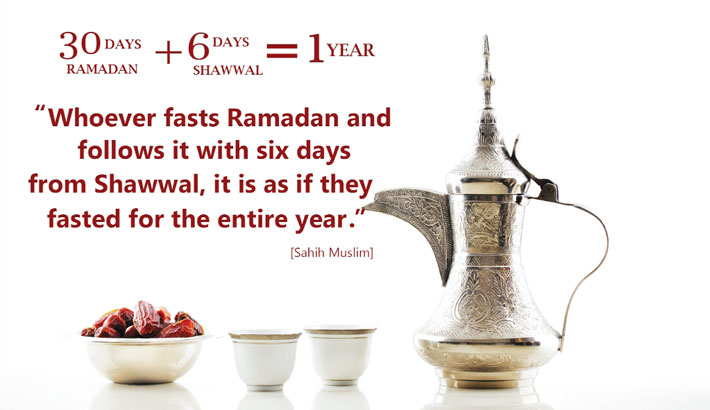 30 DAYS RAMADAN + 6 DAYS SHAWWAL = 1 YEAR
“Whoever fasts Ramadan and
follows it with six days
from Shawwal, it is as if they
fasted for the entire year.”
[Sahih Muslim]